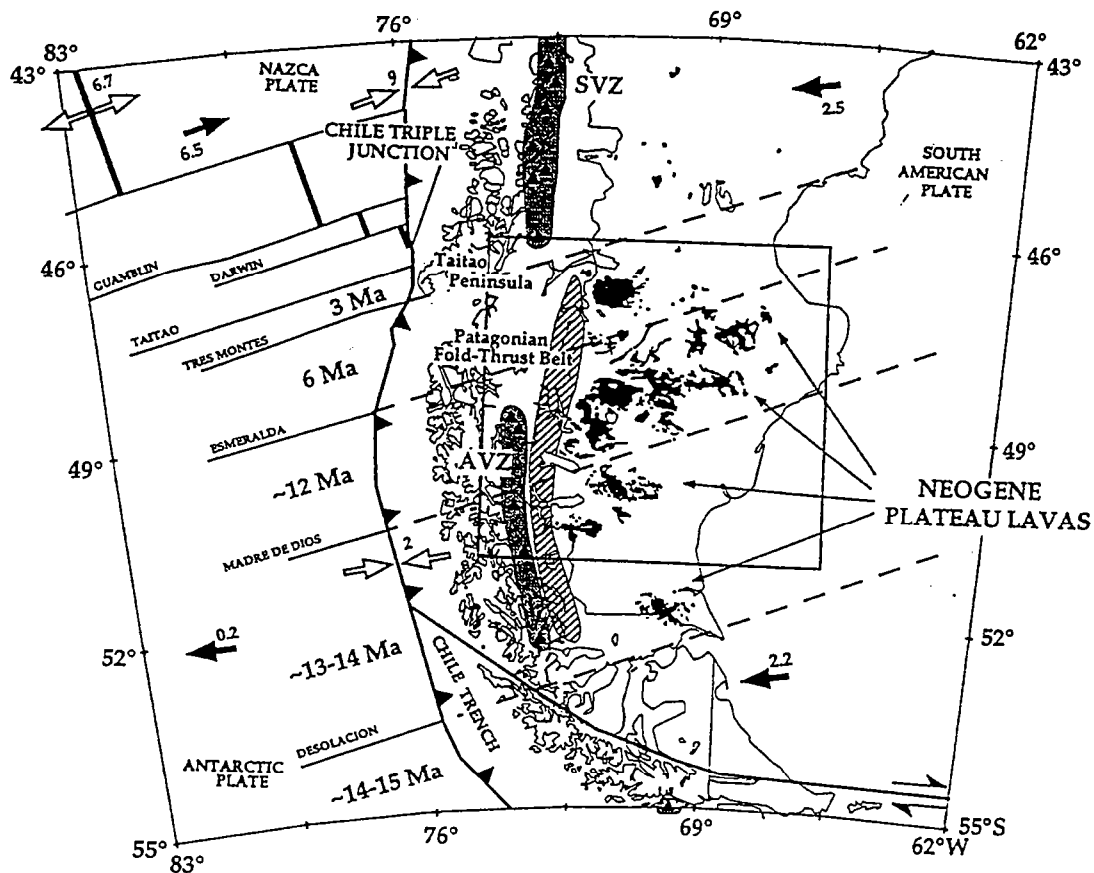 83°
76°
69°
62°
43°
43°
NAZCA
PLATE
6.7
9
6.5
2.5
SVZ
CHILE TRIPLE
JUNCTION
SOUTH
AMERICAN
PLATE
46°
46°
GUAMBLIN
DARWIN
Taitao
Peninsula
TAITAO
3 Ma
TRES MONTES
Patagonian
Fold-Thrust Belt
6 Ma
ESMERALDA
49°
49°
AVZ
~12 Ma
NEOGENE
PLATEAU LAVAS
MADRE DE DIOS
2
0.2
52°
52°
~13-14 Ma
CHILE TRENCH
2.2
DESOLACION
ANTARCTIC
PLATE
~14-15 Ma
55°
83°
76°
69°
62°W
55°S